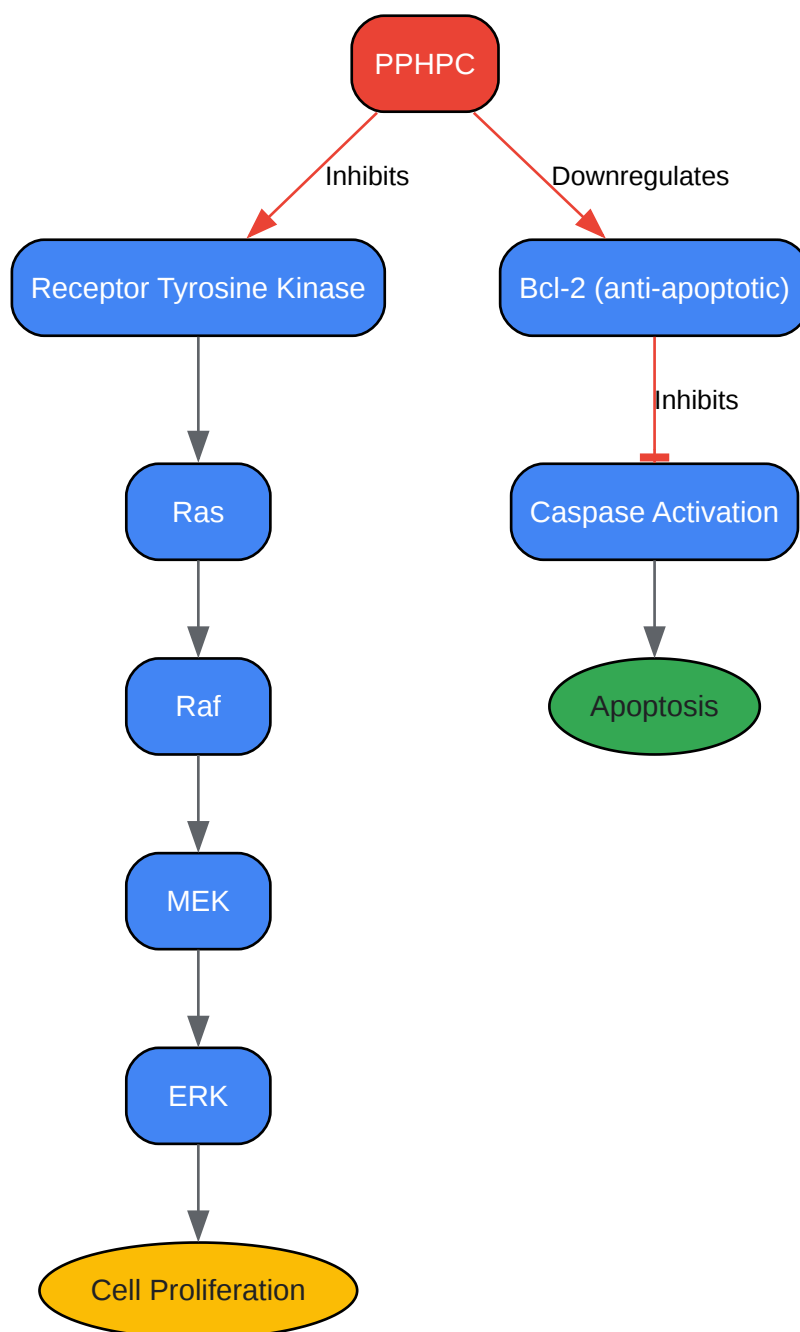 PPHPC
Inhibits
Downregulates
Receptor Tyrosine Kinase
Bcl-2 (anti-apoptotic)
Inhibits
Ras
Caspase Activation
Raf
Apoptosis
MEK
ERK
Cell Proliferation